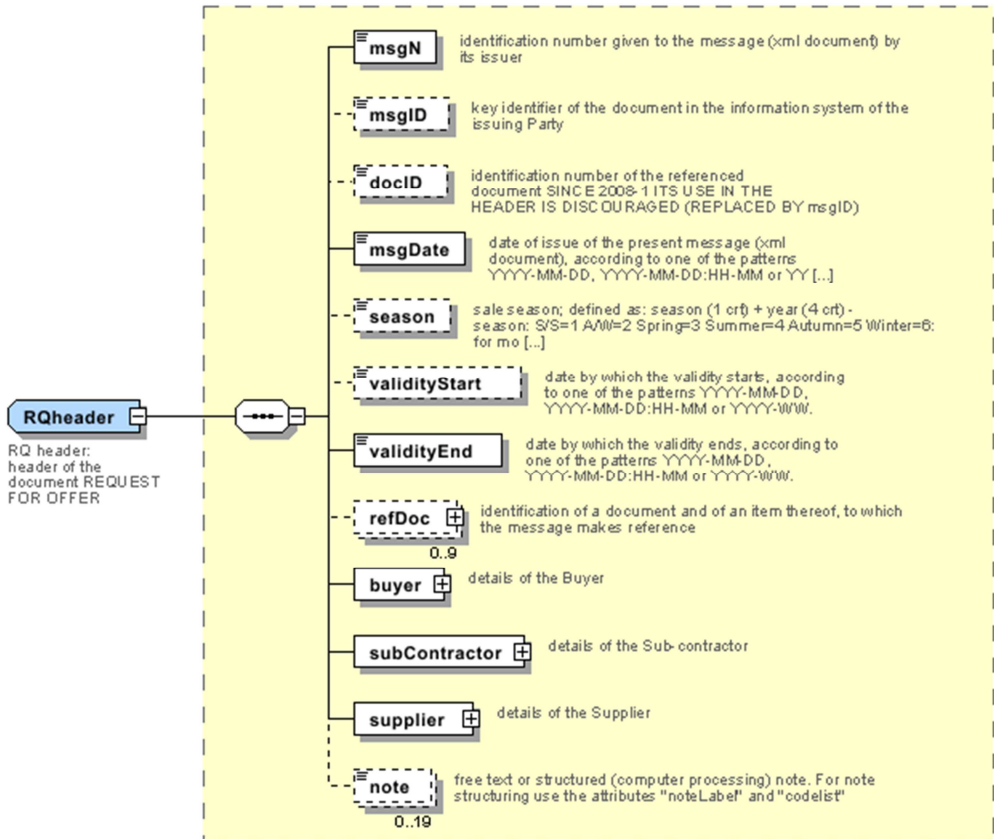 msgN
identification number given to the message (xml document) by
its issuer
msgID
key identifier of the document in the information system of the
issuing Party
docID
identification number of the referenced
document SINCE 2008-1 ITS USE IN THE
HEADER IS DISCOURAGED (REPLACED BY msgID)
msgDate
date of issue of the present message (xml
document), according to one of the patterns
YYYY-MM-DD, YYYY-MM-DD:HH-MM or YY [...]
season
sale season; defined as: season (1 crt) + year (4 crt) -
season: S/S=1 A/W=2 Spring=3 Summer=4 Autumn=5 Winter=6:
for mo [...]
validityStart
date by which the validity starts, according
to one of the patterns YYYY-MM-DD,
YYYY-MM-DD:HH-MM or YYYY-WW.
RQheader
RQ header:
header of the
document REQUEST
FOR OFFER
validityEnd
date by which the validity ends, according to
one of the patterns YYYY-MM-DD,
YYYY-MM-DD:HH-MM or YYYY-WW.
refDoc
identification of a document and of an item thereof, to which
the message makes reference
0..9
buyer
details of the Buyer
subContractor
details of the Sub-contractor
supplier
details of the Supplier
note
free text or structured (computer processing) note. For note
structuring use the attributes "noteLabel" and "codelist"
0..19